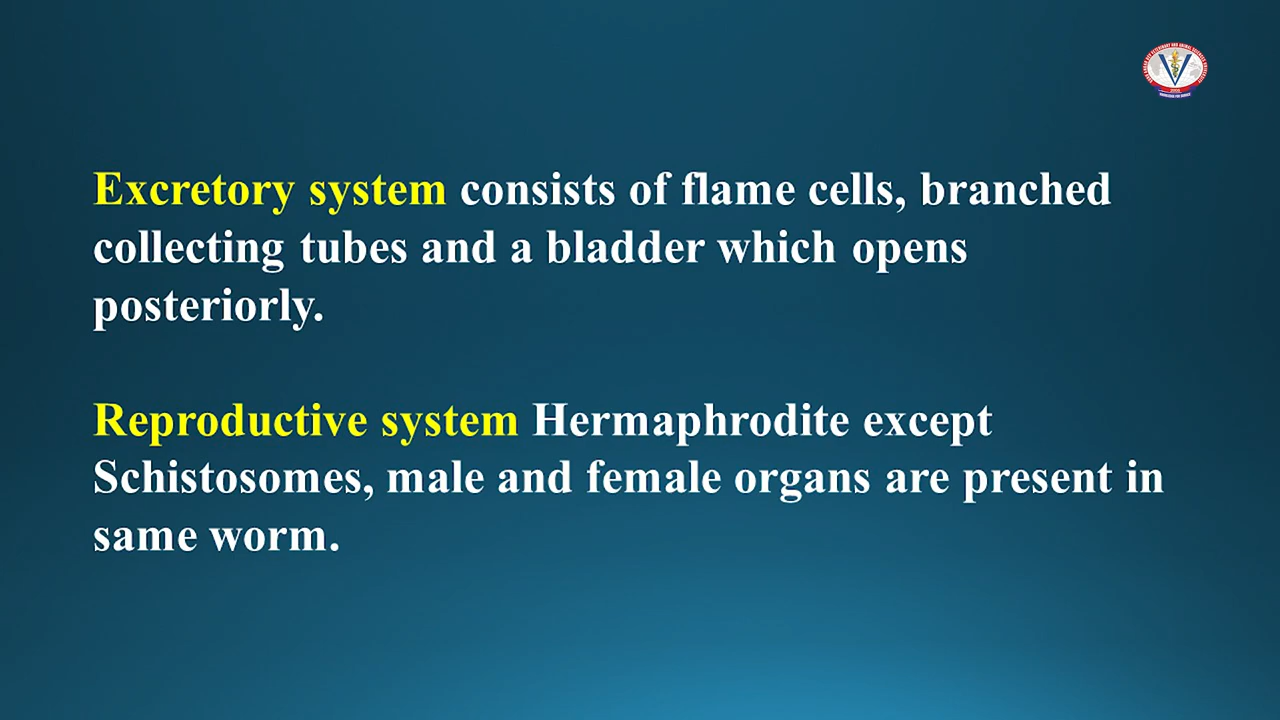 Excretory system consists of flame cells, branched
collecting tubes and a bladder which opens
posteriorly.
Reproductive system Hermaphrodite except
Schistosomes, male and female organs are present in
same worm.